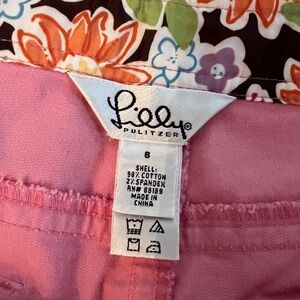 Lilly®
PULITZER
6
SHELL:
98% COTTON
2% SPANDEX
RN# 88189
MADE IN
CHINA